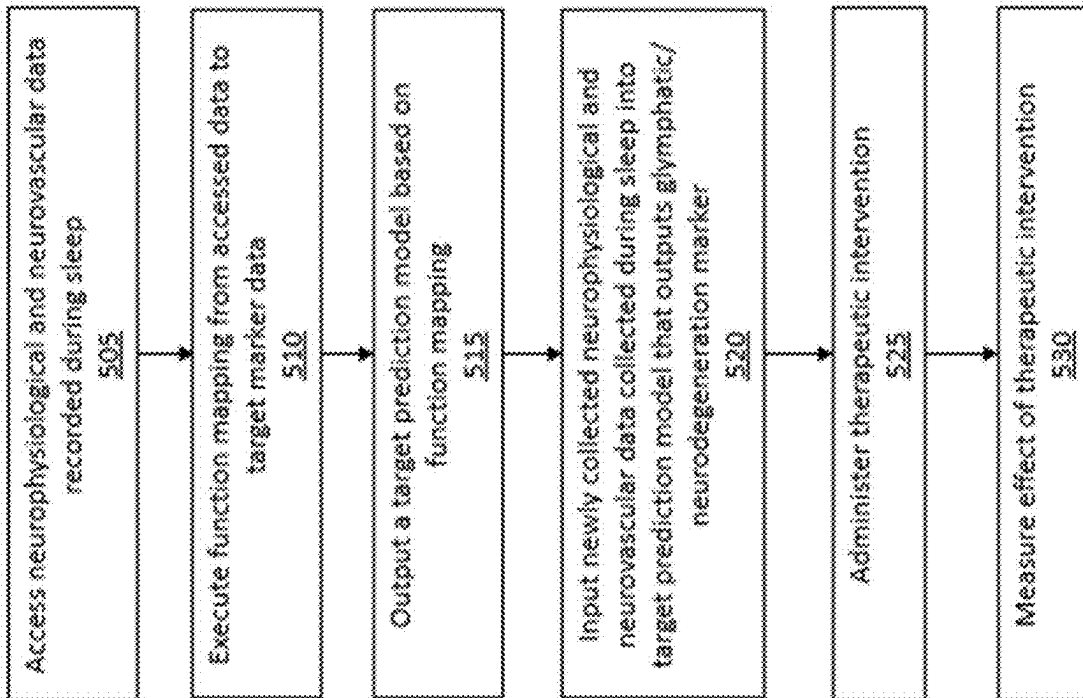 Access neurophysiological and neurovascular data
recorded during sleep
505
Execute function mapping from accessed data to
target marker data
510
Output a target prediction model based on
function mapping
515
Input newly collected neurophysiological and
neurovascular data collected during sleep into
target prediction model that outputs glymphatic/
neurodegeneration marker
520
Administer therapeutic intervention
525
Measure effect of therapeutic intervention
530